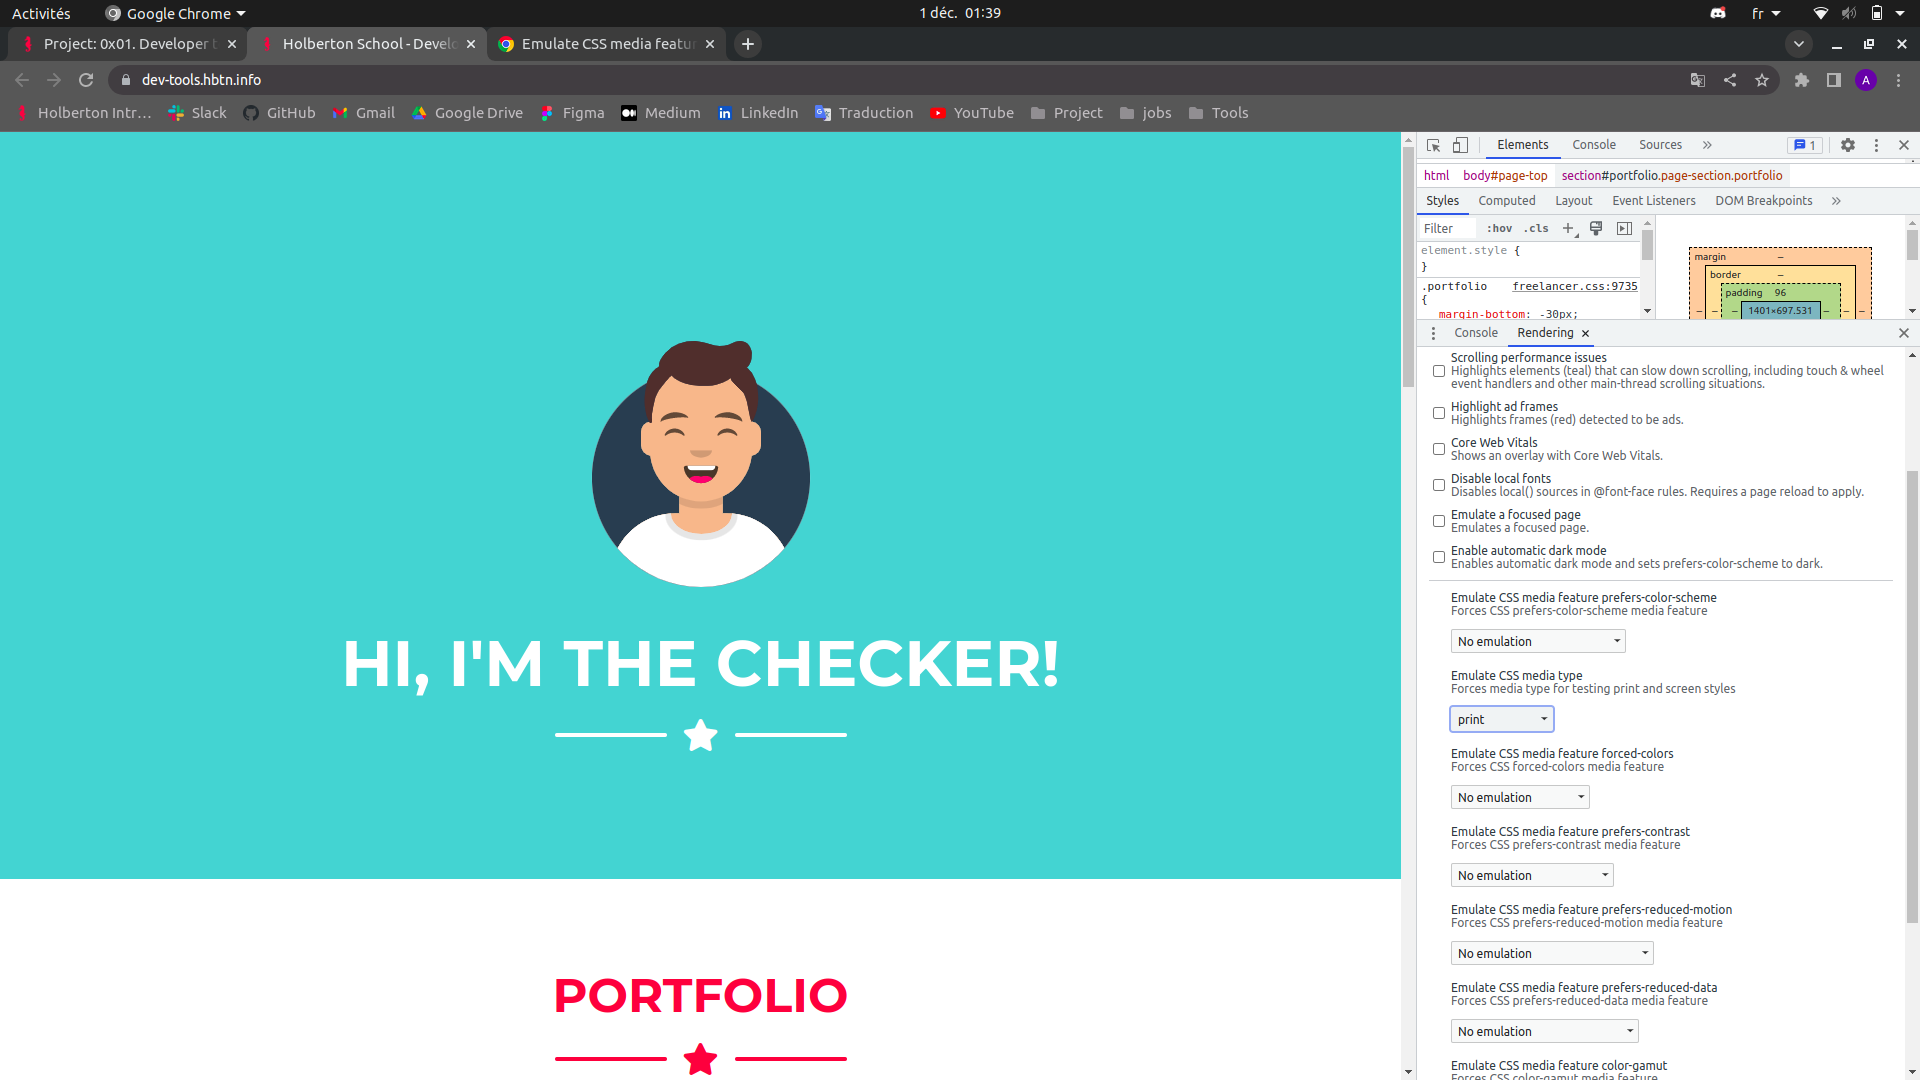 Activités Google Chrome 1 déc. 01:39 fr
Project: 0x01. Developer t Holberton School - Develo Emulate CSS media featur
dev-tools.hbtn.info A
Holberton Intr... Slack GitHub Gmail Google Drive Figma Medium LinkedIn Traduction YouTube Project jobs Tools
HI, I'M THE CHECKER!
PORTFOLIO
Elements Console Sources » 1
html body#page-top section#portfolio.page-section.portfolio
Styles Computed Layout Event Listeners DOM Breakpoints »
Filter :hov .cls
element.style {
}
.portfolio freelancer.css:9735
{
margin-bottom: -30px;
margin –
border –
padding 96
– – – 1401×697.531 – – –
Console Rendering
Scrolling performance issues
Highlights elements (teal) that can slow down scrolling, including touch & wheel
event handlers and other main-thread scrolling situations.
Highlight ad frames
Highlights frames (red) detected to be ads.
Core Web Vitals
Shows an overlay with Core Web Vitals.
Disable local fonts
Disables local() sources in @font-face rules. Requires a page reload to apply.
Emulate a focused page
Emulates a focused page.
Enable automatic dark mode
Enables automatic dark mode and sets prefers-color-scheme to dark.
Emulate CSS media feature prefers-color-scheme
Forces CSS prefers-color-scheme media feature
No emulation
Emulate CSS media type
Forces media type for testing print and screen styles
print
Emulate CSS media feature forced-colors
Forces CSS forced-colors media feature
No emulation
Emulate CSS media feature prefers-contrast
Forces CSS prefers-contrast media feature
No emulation
Emulate CSS media feature prefers-reduced-motion
Forces CSS prefers-reduced-motion media feature
No emulation
Emulate CSS media feature prefers-reduced-data
Forces CSS prefers-reduced-data media feature
No emulation
Emulate CSS media feature color-gamut
Forces CSS color-gamut media feature